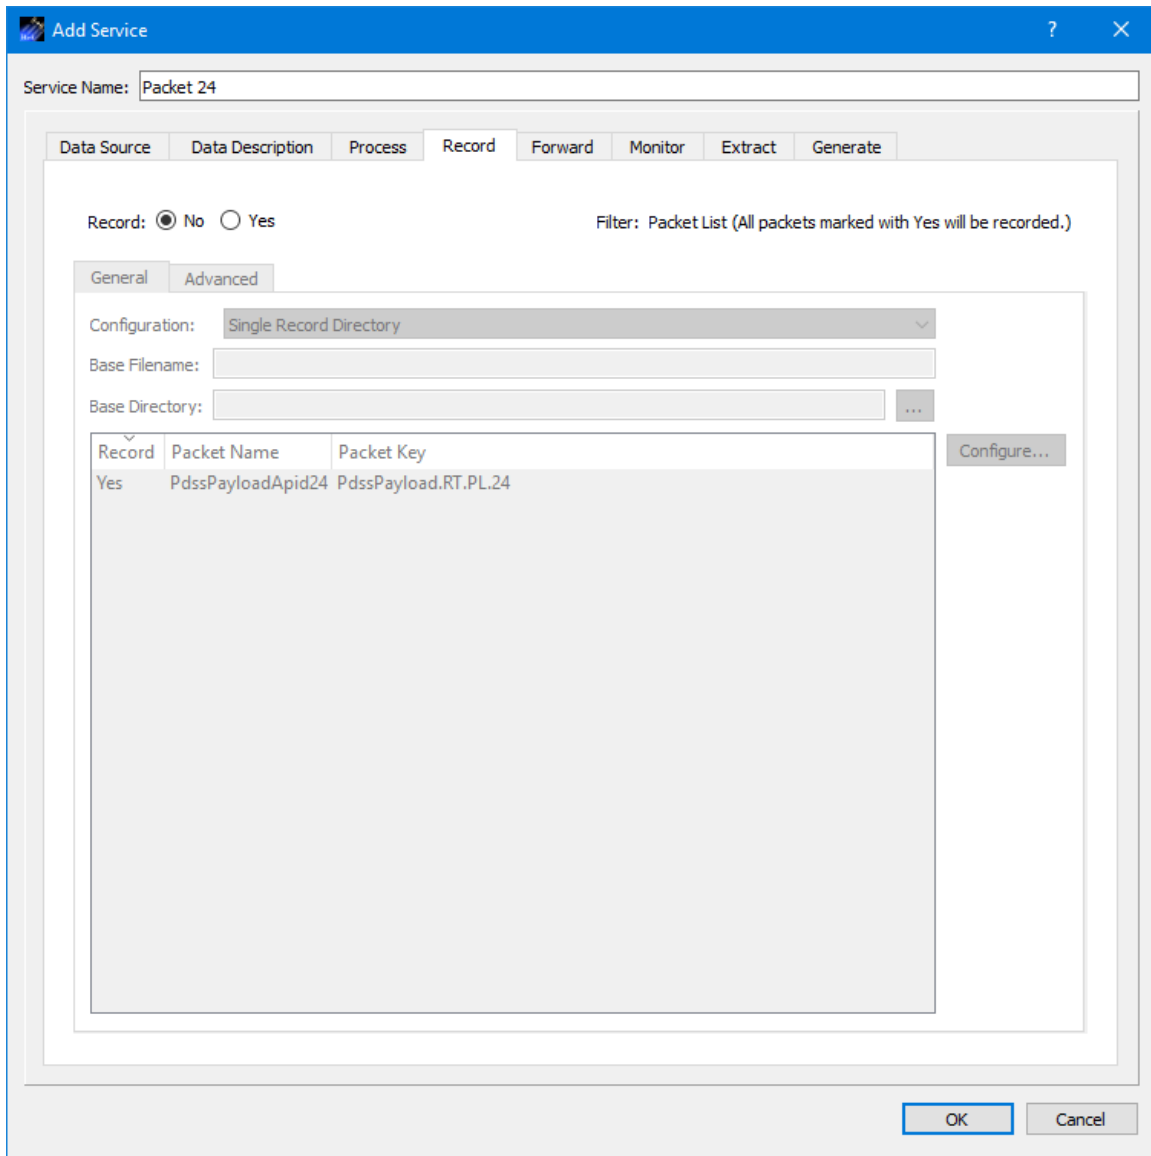 Add Service
Service Name: Packet 24
Data Source Data Description Process Record Forward Monitor Extract Generate
Record: No Yes Filter: Packet List (All packets marked with Yes will be recorded.)
General Advanced
Configuration: Single Record Directory
Base Filename:
Base Directory: ...
Record Packet Name Packet Key Configure...
Yes PdssPayloadApid24 PdssPayload.RT.PL.24
OK Cancel